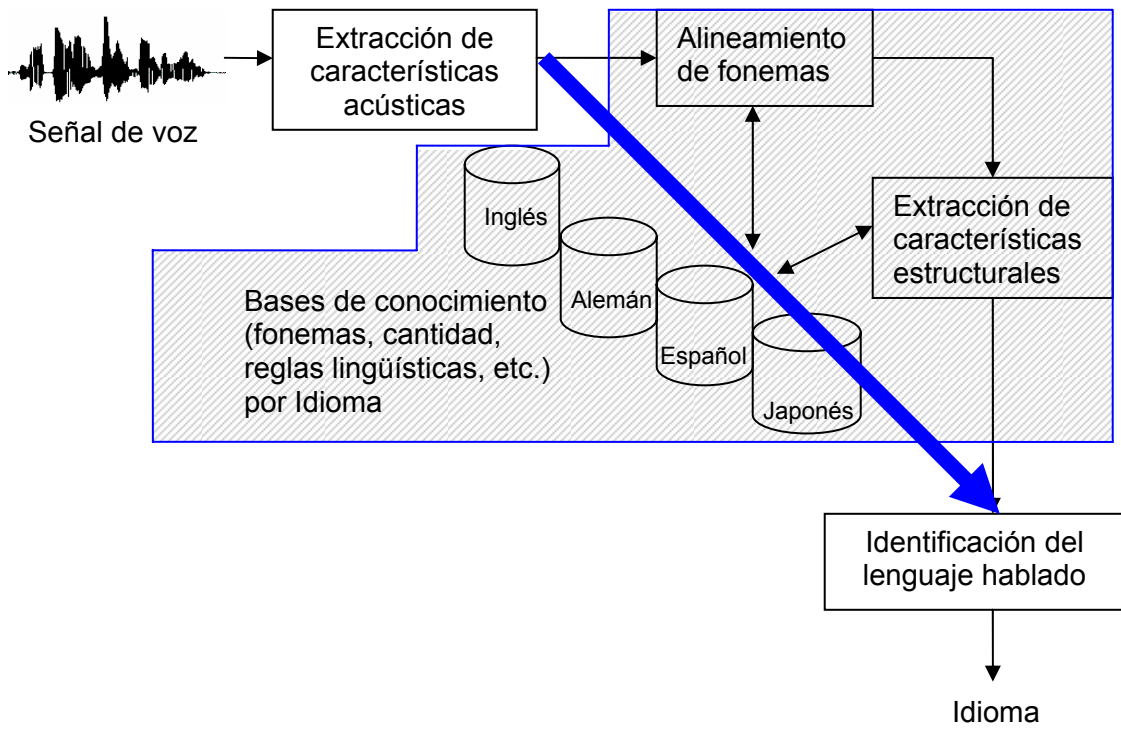 Señal de voz
Extracción de
características
acústicas
Alineamiento
de fonemas
Extracción de
características
estructurales
Inglés
Alemán
Español
Japonés
Bases de conocimiento
(fonemas, cantidad,
reglas lingüísticas, etc.)
por Idioma
Identificación del
lenguaje hablado
Idioma